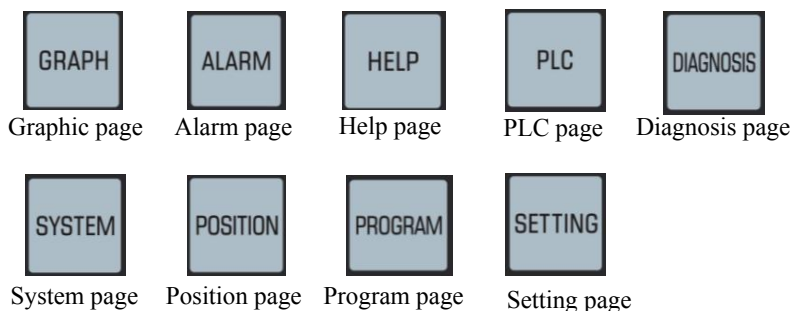 GRAPH ALARM HELP PLC DIAGNOSIS
Graphic page Alarm page Help page PLC page Diagnosis page
SYSTEM POSITION PROGRAM SETTING
System page Position page Program page Setting page